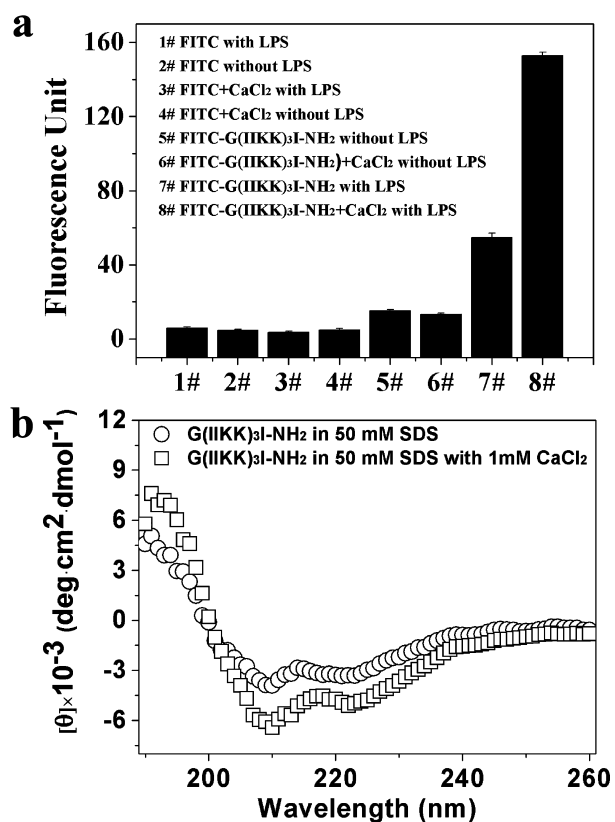 a
160
120
80
40
0
Fluorescence Unit
1# FITC with LPS
2# FITC without LPS
3# FITC+CaCl₂ with LPS
4# FITC+CaCl₂ without LPS
5# FITC-G(IIKK)₃I-NH₂ without LPS
6# FITC-G(IIKK)₃I-NH₂)+CaCl₂ without LPS
7# FITC-G(IIKK)₃I-NH₂ with LPS
8# FITC-G(IIKK)₃I-NH₂+CaCl₂ with LPS
1# 2# 3# 4# 5# 6# 7# 8#
b
12
9
6
3
0
-3
-6
[θ]×10⁻³ (deg·cm²·dmol⁻¹)
G(IIKK)₃I-NH₂ in 50 mM SDS
G(IIKK)₃I-NH₂ in 50 mM SDS with 1mM CaCl₂
200 220 240 260
Wavelength (nm)